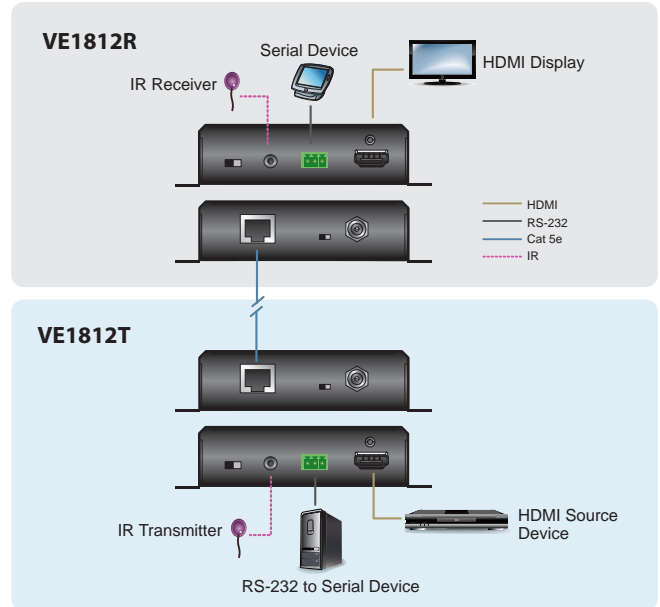 VE1812R
Serial Device
HDMI Display
IR Receiver
HDMI
RS-232
Cat 5e
IR
VE1812T
IR Transmitter
HDMI Source
Device
RS-232 to Serial Device